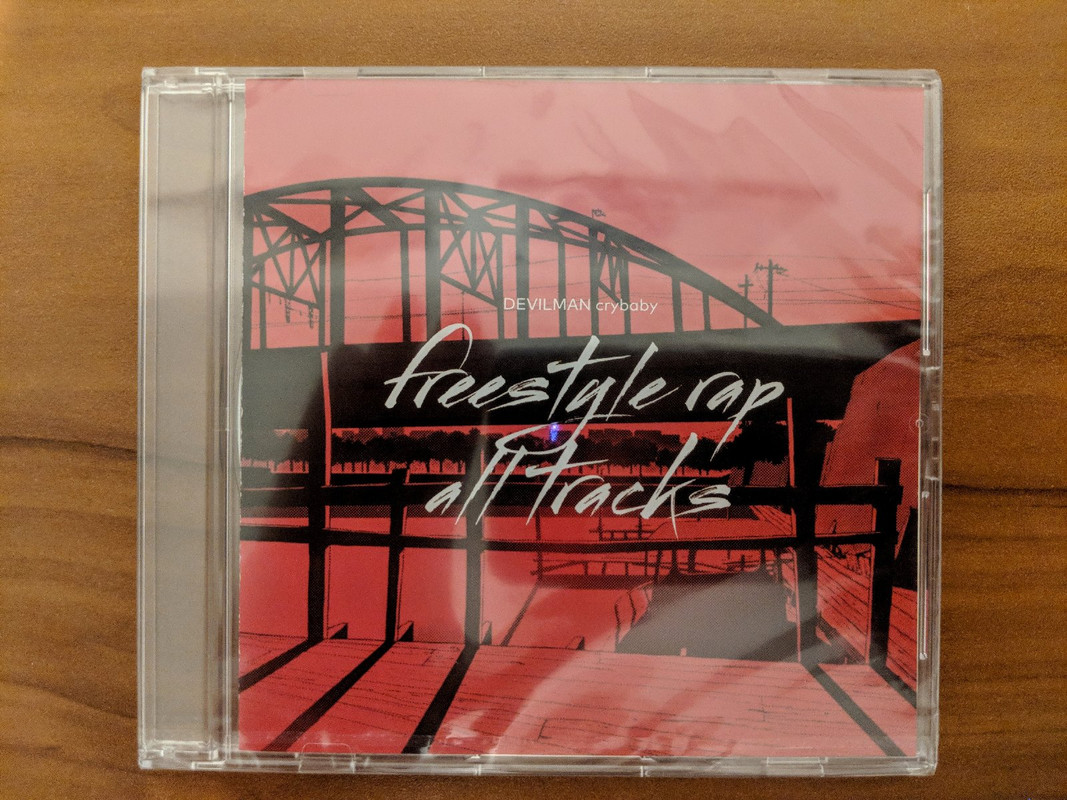 DEVILMAN crybaby
freestyle rap
all tracks